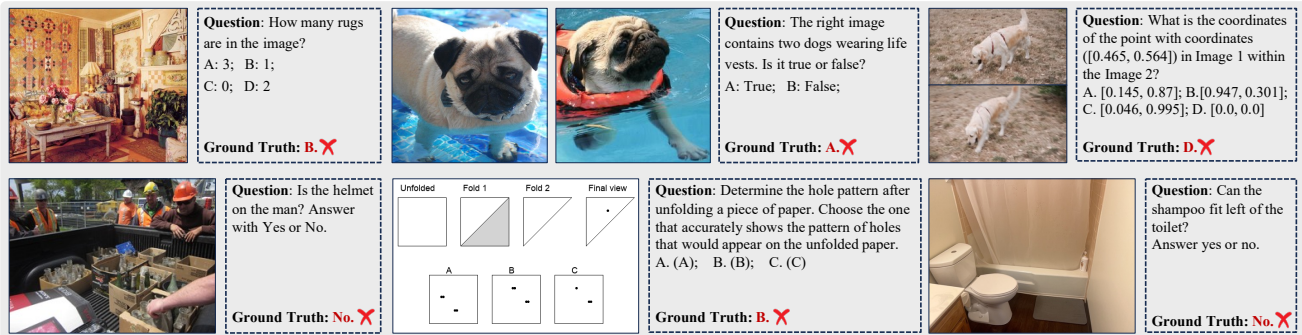 Question: How many rugs
are in the image?
A: 3; B: 1;
C: 0; D: 2
Ground Truth: B.
Question: The right image
contains two dogs wearing life
vests. Is it true or false?
A: True; B: False;
Ground Truth: A.
Question: What is the coordinates
of the point with coordinates
([0.465, 0.564]) in Image 1 within
the Image 2?
A. [0.145, 0.87]; B.[0.947, 0.301];
C. [0.046, 0.995]; D. [0.0, 0.0]
Ground Truth: D.
Question: Is the helmet
on the man? Answer
with Yes or No.
Ground Truth: No.
Unfolded Fold 1 Fold 2 Final view
A B C
Question: Determine the hole pattern after
unfolding a piece of paper. Choose the one
that accurately shows the pattern of holes
that would appear on the unfolded paper.
A. (A); B. (B); C. (C)
Ground Truth: B.
Question: Can the
shampoo fit left of the
toilet?
Answer yes or no.
Ground Truth: No.